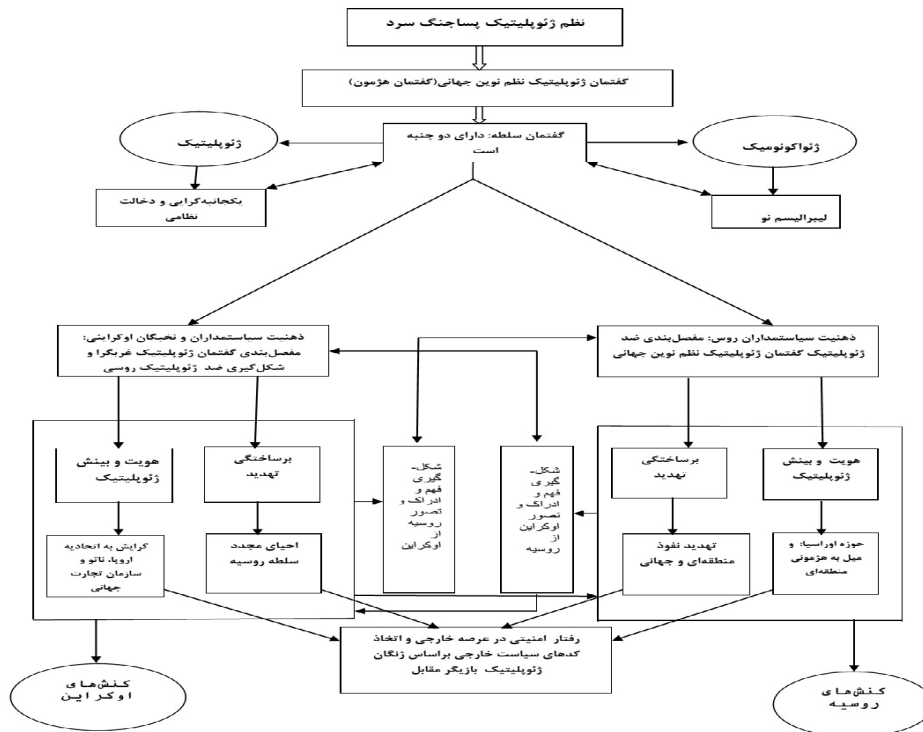 نظم ژئوپلیتیک پساجنگ سرد
گفتمان ژئوپلیتیک نظم نوین جهانی(گفتمان هژمون)
ژئواکونومیک
گفتمان سلطه: دارای دو جنبه
است
ژئوپلیتیک
لیبرالیسم نو
یکجانبه‌گرایی و دخالت
نظامی
ذهنیت سیاستمداران روس: مفصل‌بندی ضد
ژئوپلیتیک گفتمان ژئوپلیتیک نظم نوین جهانی
ذهنیت سیاستمداران و نخبگان اوکراینی:
مفصل‌بندی گفتمان ژئوپلیتیک غربگرا و
شکل‌گیری ضد ژئوپلیتیک روسی
هویت و بینش
ژئوپلیتیک
برساختگی
تهدید
شکل-
گیری
فهم و
ادراک و
تصور
اوکراین
از
روسیه
شکل-
گیری
فهم و
ادراک و
تصور
روسیه
از
اوکراین
برساختگی
تهدید
هویت و بینش
ژئوپلیتیک
حوزه اوراسیا؛ و
میل به هژمونی
منطقه‌ای
تهدید نفوذ
منطقه‌ای و جهانی
احیای مجدد
سلطه روسیه
گرایش به اتحادیه
اروپا، ناتو و
سازمان تجارت
جهانی
رفتار امنیتی در عرصه خارجی و اتخاذ
کدهای سیاست خارجی براساس ژنگان
ژئوپلیتیک بازیگر مقابل
کنش‌های
روسیه
کنش‌های
اوکراین